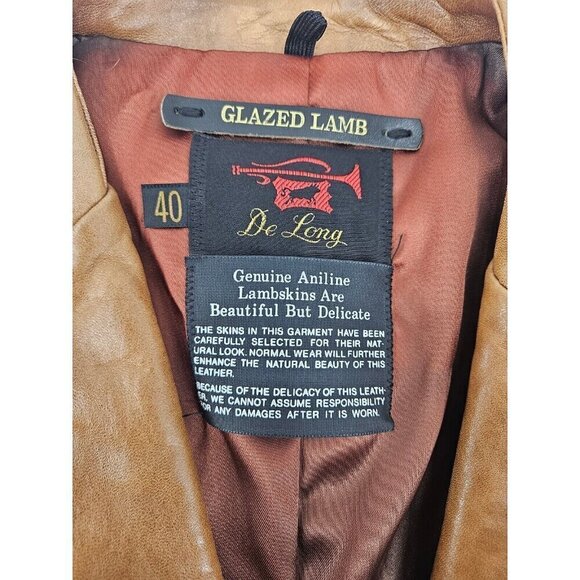 GLAZED LAMB
40
De Long
Genuine Aniline
Lambskins Are
Beautiful But Delicate
THE SKINS IN THIS GARMENT HAVE BEEN
CAREFULLY SELECTED FOR THEIR NAT-
URAL LOOK. NORMAL WEAR WILL FURTHER
ENHANCE THE NATURAL BEAUTY OF THIS
LEATHER.
BECAUSE OF THE DELICACY OF THIS LEATH
ER, WE CANNOT ASSUME RESPONSIBILITY
FOR ANY DAMAGES AFTER IT IS WORN.